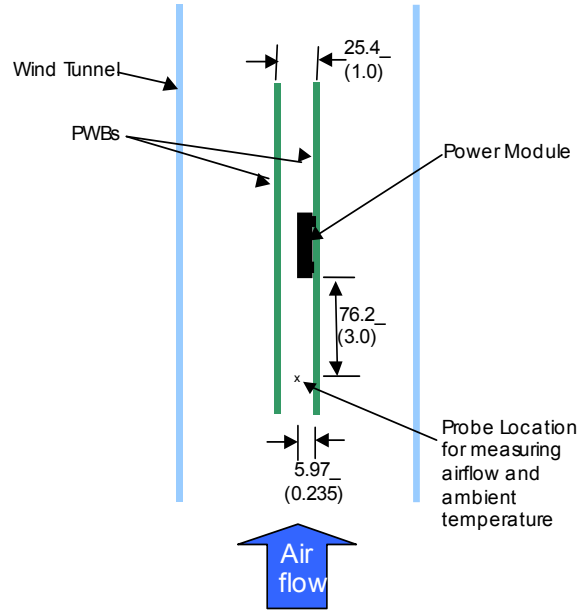 25.4_
(1.0)
Wind Tunnel
PWBs
Power Module
76.2_
(3.0)
x
Probe Location
for measuring
airflow and
ambient
temperature
5.97_
(0.235)
Air
flow